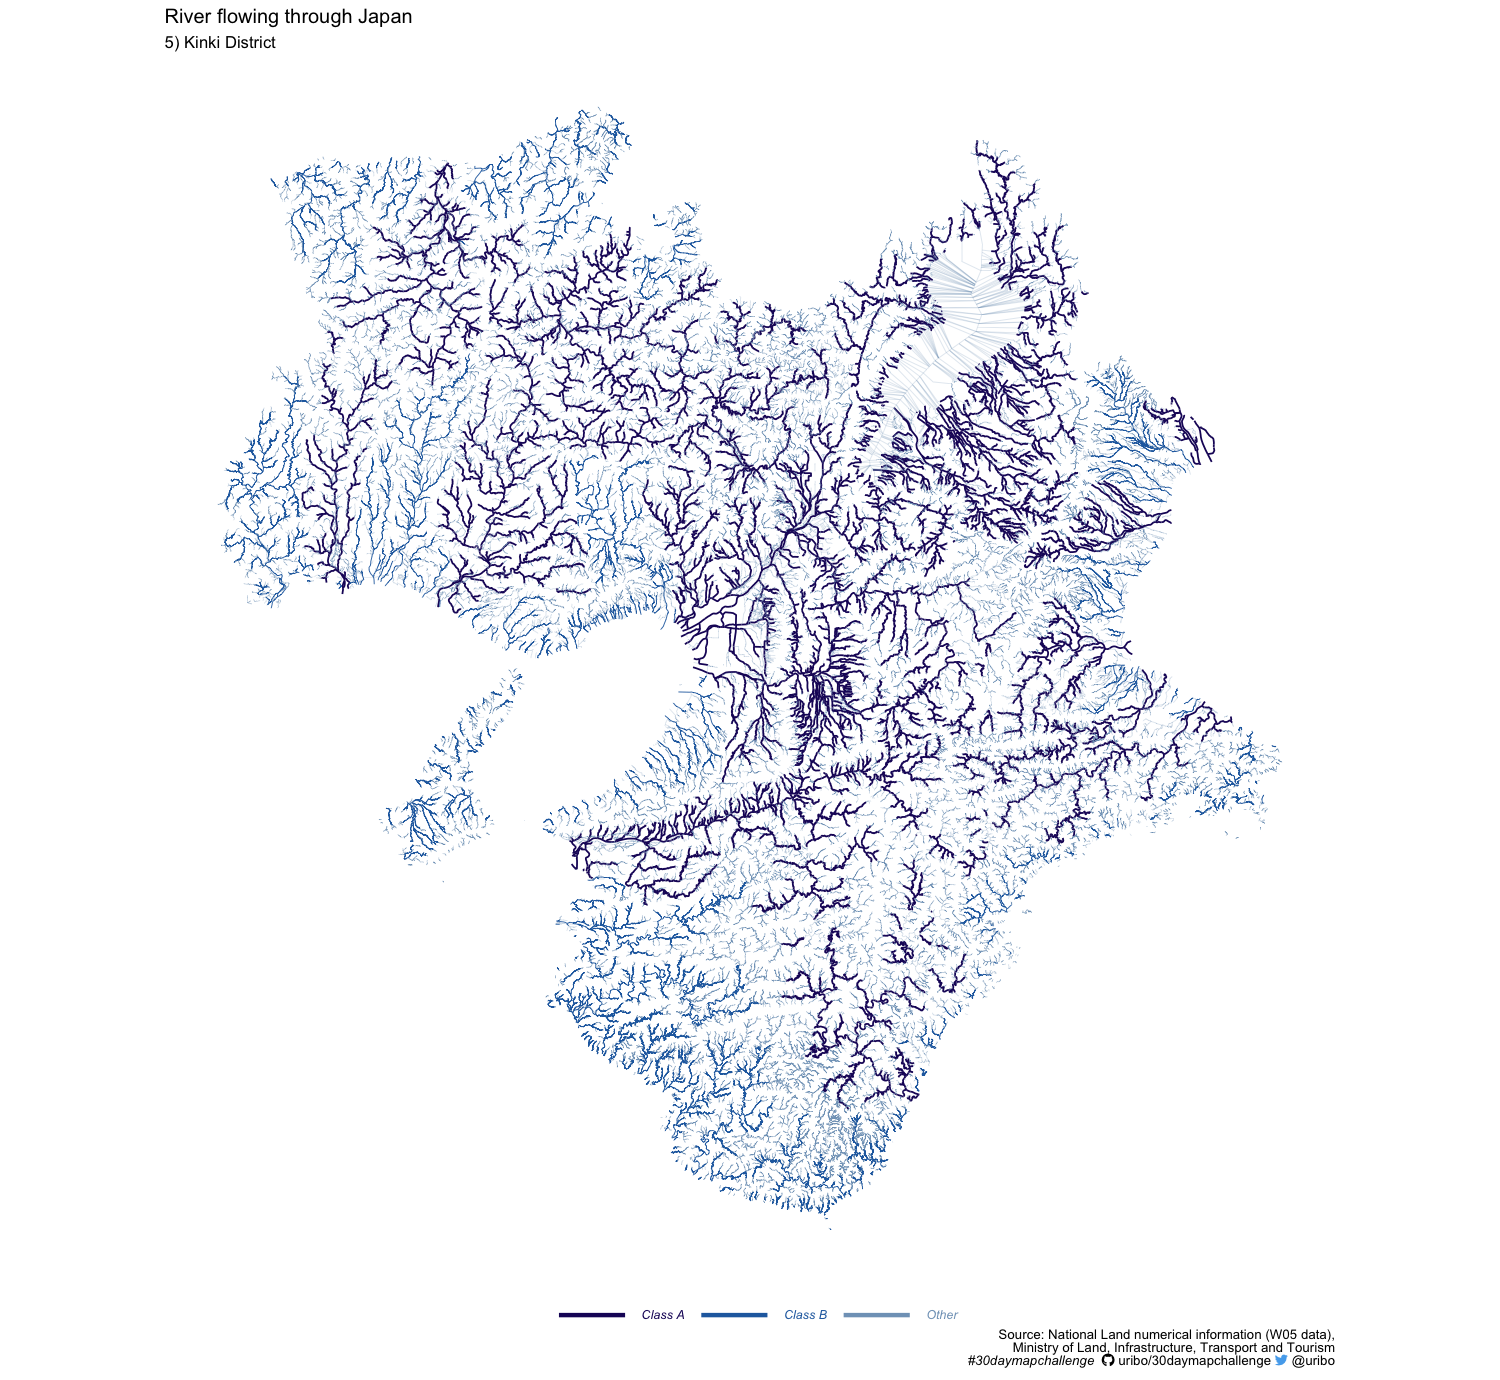 River flowing through Japan
5) Kinki District
Class A Class B Other
Source: National Land numerical information (W05 data),
Ministry of Land, Infrastructure, Transport and Tourism
#30daymapchallenge uribo/30daymapchallenge @uribo